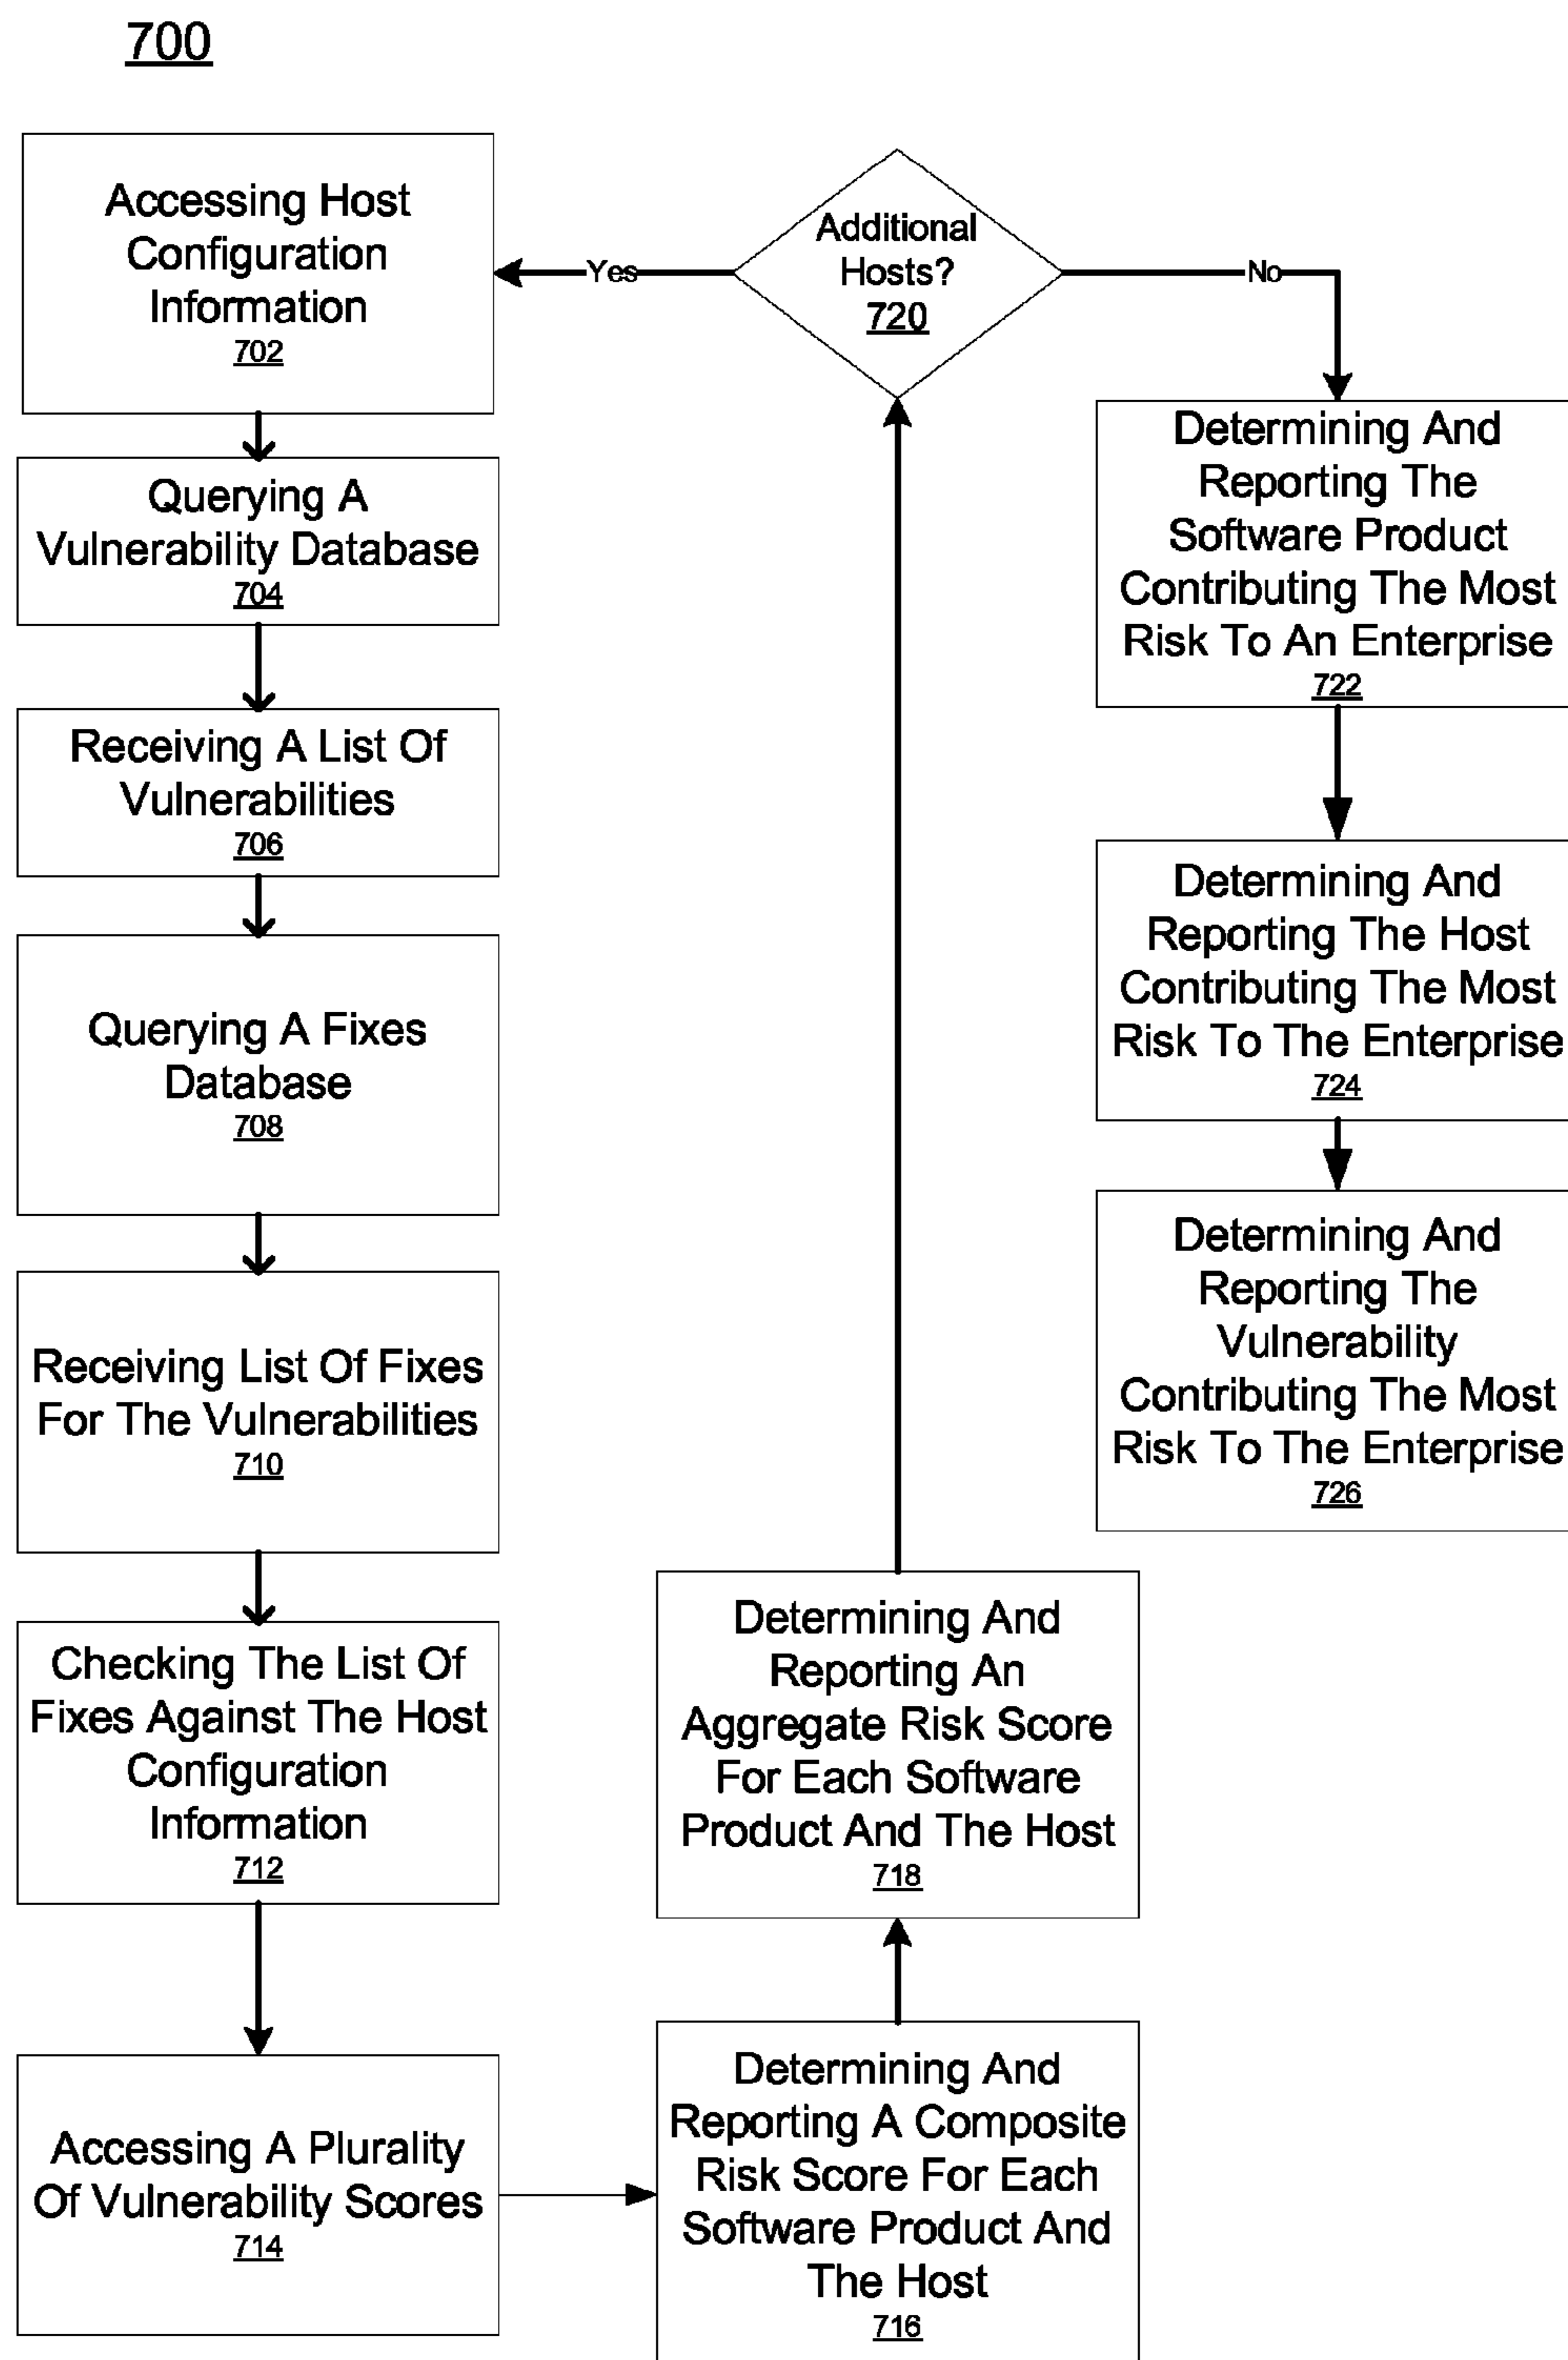 700
Accessing Host
Configuration
Information
702
Querying A
Vulnerability Database
704
Receiving A List Of
Vulnerabilities
706
Querying A Fixes
Database
708
Receiving List Of Fixes
For The Vulnerabilities
710
Checking The List Of
Fixes Against The Host
Configuration
Information
712
Accessing A Plurality
Of Vulnerability Scores
714
Determining And
Reporting A Composite
Risk Score For Each
Software Product And
The Host
716
Determining And
Reporting An
Aggregate Risk Score
For Each Software
Product And The Host
718
Additional
Hosts?
720
Yes
No
Determining And
Reporting The
Software Product
Contributing The Most
Risk To An Enterprise
722
Determining And
Reporting The Host
Contributing The Most
Risk To The Enterprise
724
Determining And
Reporting The
Vulnerability
Contributing The Most
Risk To The Enterprise
726